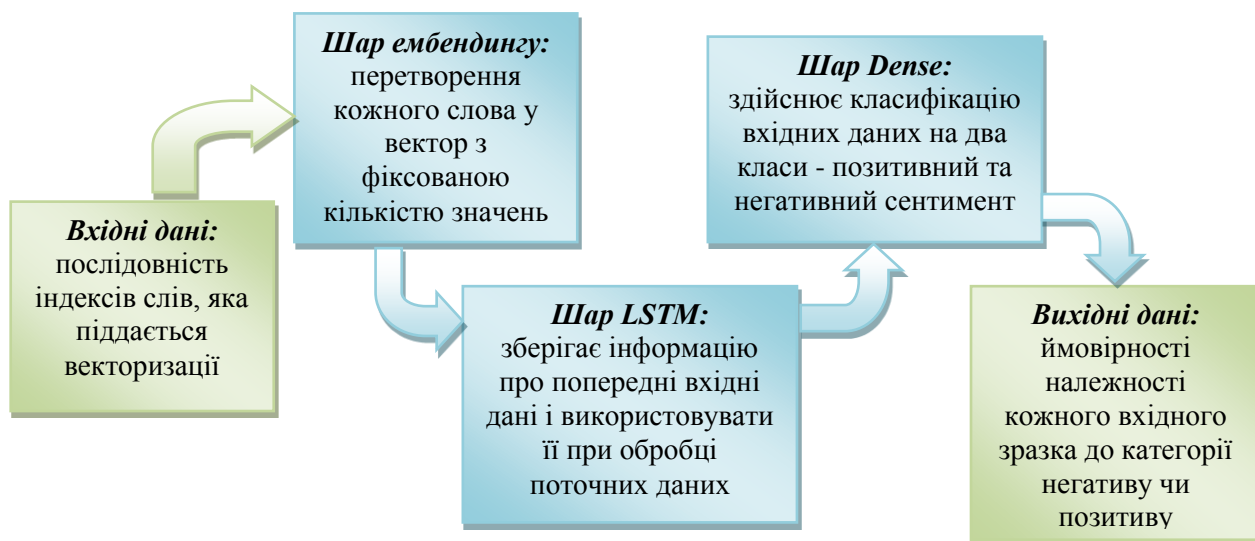 Вхідні дані:
послідовність
індексів слів, яка
піддається
векторизації
Шар ембендингу:
перетворення
кожного слова у
вектор з
фіксованою
кількістю значень
Шар LSTM:
зберігає інформацію
про попередні вхідні
дані і використовувати
її при обробці
поточних даних
Шар Dense:
здійснює класифікацію
вхідних даних на два
класи - позитивний та
негативний сентимент
Вихідні дані:
ймовірності
належності
кожного вхідного
зразка до категорії
негативу чи
позитиву